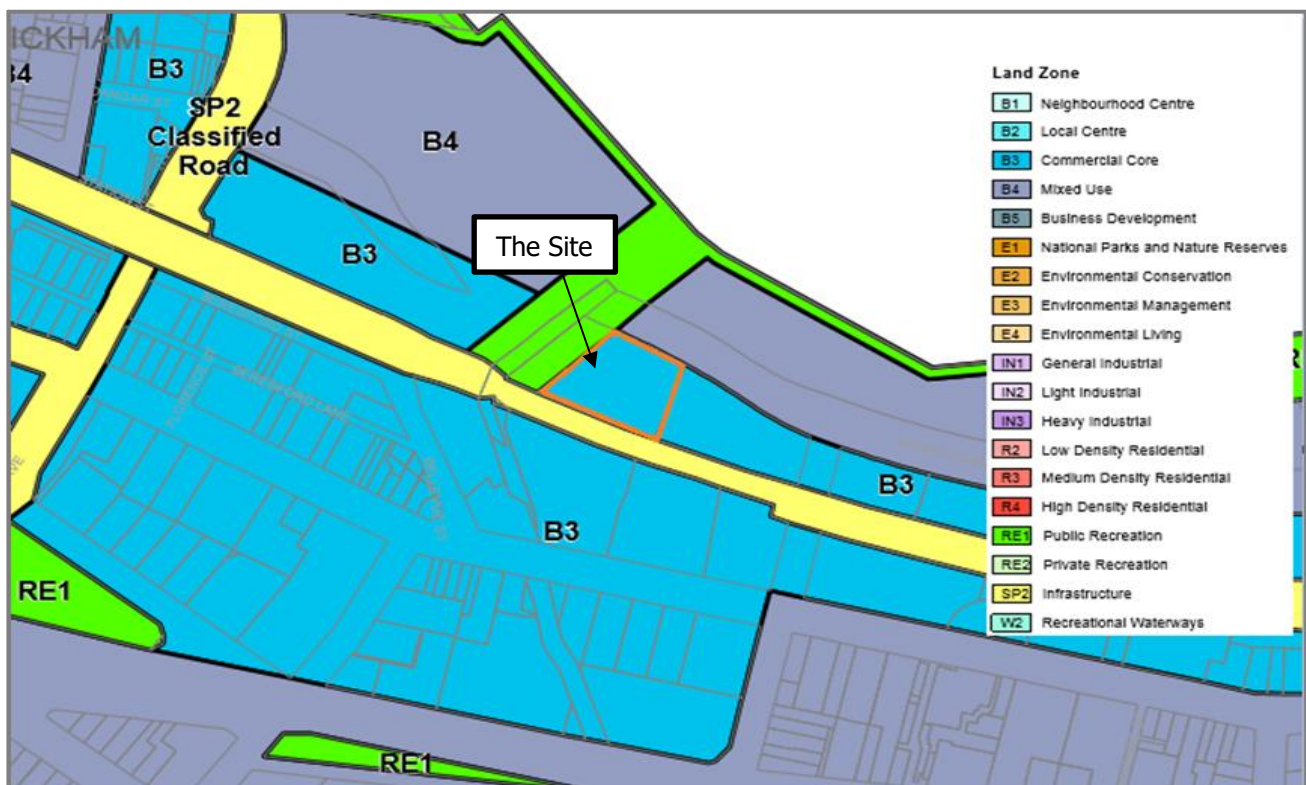 ICKHAM
34
B3
SP2
Classified
Road
B4
B3
The Site
B3
B3
RE1
RE1
R
STATION ST
Land Zone
B1 Neighbourhood Centre
B2 Local Centre
B3 Commercial Core
B4 Mixed Use
B5 Business Development
E1 National Parks and Nature Reserves
E2 Environmental Conservation
E3 Environmental Management
E4 Environmental Living
IN1 General Industrial
IN2 Light Industrial
IN3 Heavy Industrial
R2 Low Density Residential
R3 Medium Density Residential
R4 High Density Residential
RE1 Public Recreation
RE2 Private Recreation
SP2 Infrastructure
W2 Recreational Waterways